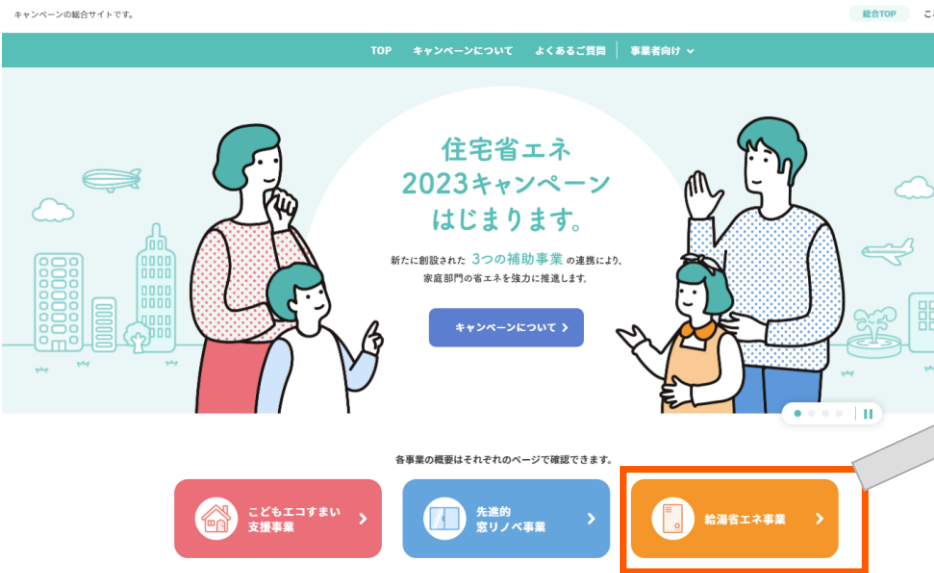 キャンペーンの総合サイトです。
総合TOP
TOP キャンペーンについて よくあるご質問 事業者向け
住宅省エネ
2023キャンペーン
はじまります。
新たに創設された 3つの補助事業 の連携により、
家庭部門の省エネを強力に推進します。
キャンペーンについて
各事業の概要はそれぞれのページで確認できます。
こどもエコすまい
支援事業
先進的
窓リノベ事業
給湯省エネ事業